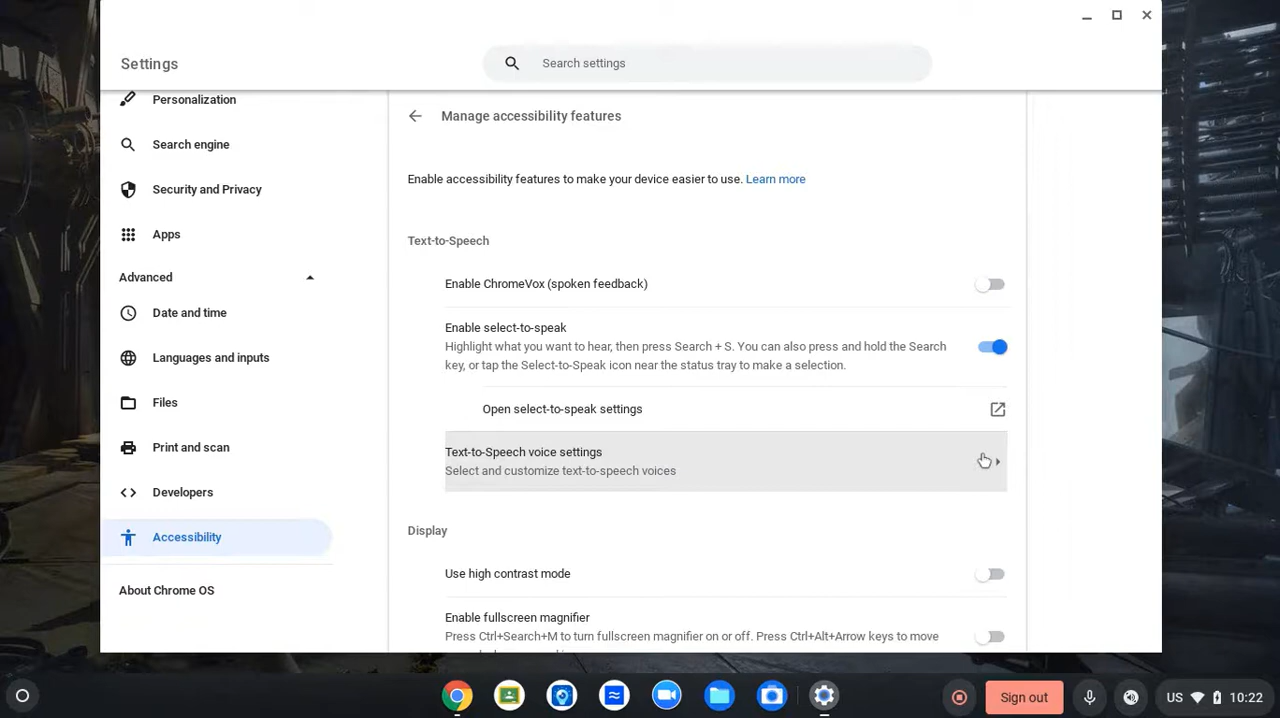 Settings
Search settings
Personalization
Search engine
Security and Privacy
Apps
Advanced
Date and time
Languages and inputs
Files
Print and scan
Developers
Accessibility
About Chrome OS
Manage accessibility features
Enable accessibility features to make your device easier to use. Learn more
Text-to-Speech
Enable ChromeVox (spoken feedback)
Enable select-to-speak
Highlight what you want to hear, then press Search + S. You can also press and hold the Search
key, or tap the Select-to-Speak icon near the status tray to make a selection.
Open select-to-speak settings
Text-to-Speech voice settings
Select and customize text-to-speech voices
Display
Use high contrast mode
Enable fullscreen magnifier
Press Ctrl+Search+M to turn fullscreen magnifier on or off. Press Ctrl+Alt+Arrow keys to move
Sign out
US 10:22